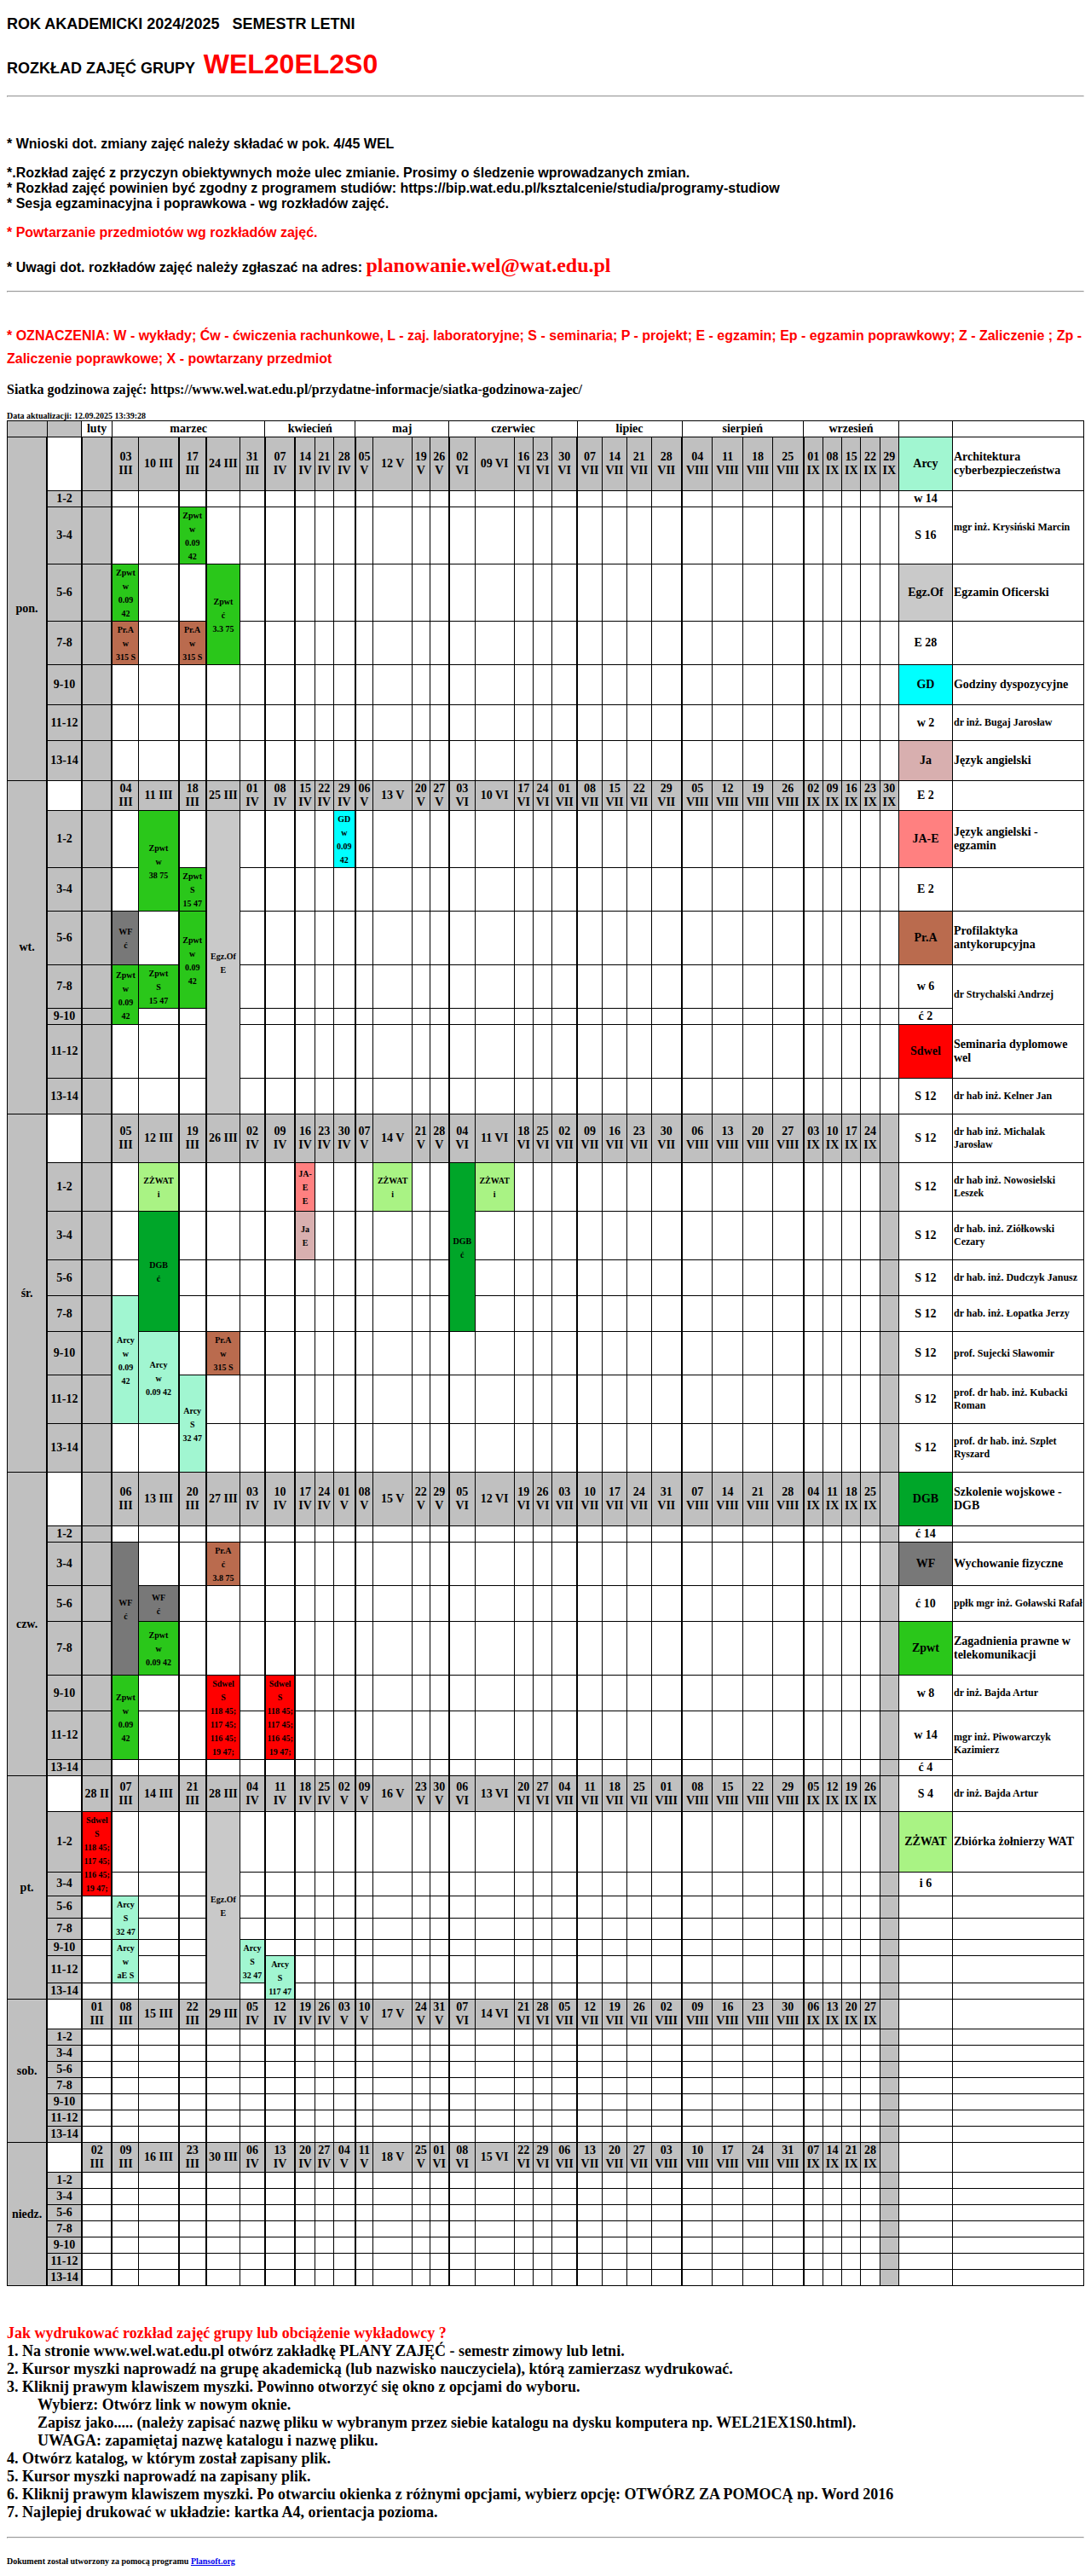 ROK AKADEMICKI 2024/2025 SEMESTR LETNI
ROZKŁAD ZAJĘĆ GRUPY WEL20EL2S0
* Wnioski dot. zmiany zajęć należy składać w pok. 4/45 WEL
*.Rozkład zajęć z przyczyn obiektywnych może ulec zmianie. Prosimy o śledzenie wprowadzanych zmian.
* Rozkład zajęć powinien być zgodny z programem studiów: https://bip.wat.edu.pl/ksztalcenie/studia/programy-studiow
* Sesja egzaminacyjna i poprawkowa - wg rozkładów zajęć.
* Powtarzanie przedmiotów wg rozkładów zajęć.
* Uwagi dot. rozkładów zajęć należy zgłaszać na adres: planowanie.wel@wat.edu.pl
* OZNACZENIA: W - wykłady; Ćw - ćwiczenia rachunkowe, L - zaj. laboratoryjne; S - seminaria; P - projekt; E - egzamin; Ep - egzamin poprawkowy; Z - Zaliczenie ; Zp -
Zaliczenie poprawkowe; X - powtarzany przedmiot
Siatka godzinowa zajęć: https://www.wel.wat.edu.pl/przydatne-informacje/siatka-godzinowa-zajec/
Data aktualizacji: 12.09.2025 13:39:28
luty marzec kwiecień maj czerwiec lipiec sierpień wrzesień
pon. 03 III 10 III 17 III 24 III 31 III 07 IV 14 IV 21 IV 28 IV 05 V 12 V 19 V 26 V 02 VI 09 VI 16 VI 23 VI 30 VI 07 VII 14 VII 21 VII 28 VII 04 VIII 11 VIII 18 VIII 25 VIII 01 IX 08 IX 15 IX 22 IX 29 IX Arcy Architektura cyberbezpieczeństwa
1-2 w 14 mgr inż. Krysiński Marcin
3-4 Zpwt w 0.09 42 S 16
5-6 Zpwt w 0.09 42 Zpwt ć 3.3 75 Egz.Of Egzamin Oficerski
7-8 Pr.A w 315 S Pr.A w 315 S E 28
9-10 GD Godziny dyspozycyjne
11-12 w 2 dr inż. Bugaj Jarosław
13-14 Ja Język angielski
wt. 04 III 11 III 18 III 25 III 01 IV 08 IV 15 IV 22 IV 29 IV 06 V 13 V 20 V 27 V 03 VI 10 VI 17 VI 24 VI 01 VII 08 VII 15 VII 22 VII 29 VII 05 VIII 12 VIII 19 VIII 26 VIII 02 IX 09 IX 16 IX 23 IX 30 IX E 2
1-2 Zpwt w 38 75 Egz.Of E GD w 0.09 42 JA-E Język angielski - egzamin
3-4 Zpwt S 15 47 E 2
5-6 WF ć Zpwt w 0.09 42 Pr.A Profilaktyka antykorupcyjna
7-8 Zpwt w 0.09 42 Zpwt S 15 47 w 6 dr Strychalski Andrzej
9-10 ć 2
11-12 Sdwel Seminaria dyplomowe wel
13-14 S 12 dr hab inż. Kelner Jan
śr. 05 III 12 III 19 III 26 III 02 IV 09 IV 16 IV 23 IV 30 IV 07 V 14 V 21 V 28 V 04 VI 11 VI 18 VI 25 VI 02 VII 09 VII 16 VII 23 VII 30 VII 06 VIII 13 VIII 20 VIII 27 VIII 03 IX 10 IX 17 IX 24 IX S 12 dr hab inż. Michalak Jarosław
1-2 ZŻWAT i JA-E E ZŻWAT i DGB ć ZŻWAT i S 12 dr hab inż. Nowosielski Leszek
3-4 DGB ć Ja E S 12 dr hab. inż. Ziółkowski Cezary
5-6 S 12 dr hab. inż. Dudczyk Janusz
7-8 Arcy w 0.09 42 S 12 dr hab. inż. Łopatka Jerzy
9-10 Arcy w 0.09 42 Pr.A w 315 S S 12 prof. Sujecki Sławomir
11-12 Arcy S 32 47 S 12 prof. dr hab. inż. Kubacki Roman
13-14 S 12 prof. dr hab. inż. Szplet Ryszard
czw. 06 III 13 III 20 III 27 III 03 IV 10 IV 17 IV 24 IV 01 V 08 V 15 V 22 V 29 V 05 VI 12 VI 19 VI 26 VI 03 VII 10 VII 17 VII 24 VII 31 VII 07 VIII 14 VIII 21 VIII 28 VIII 04 IX 11 IX 18 IX 25 IX DGB Szkolenie wojskowe - DGB
1-2 ć 14
3-4 WF ć Pr.A ć 3.8 75 WF Wychowanie fizyczne
5-6 WF ć ć 10 ppłk mgr inż. Goławski Rafał
7-8 Zpwt w 0.09 42 Zpwt Zagadnienia prawne w telekomunikacji
9-10 Zpwt w 0.09 42 Sdwel S 118 45; 117 45; 116 45; 19 47; Sdwel S 118 45; 117 45; 116 45; 19 47; w 8 dr inż. Bajda Artur
11-12 w 14 mgr inż. Piwowarczyk Kazimierz
13-14 ć 4
pt. 28 II 07 III 14 III 21 III 28 III 04 IV 11 IV 18 IV 25 IV 02 V 09 V 16 V 23 V 30 V 06 VI 13 VI 20 VI 27 VI 04 VII 11 VII 18 VII 25 VII 01 VIII 08 VIII 15 VIII 22 VIII 29 VIII 05 IX 12 IX 19 IX 26 IX S 4 dr inż. Bajda Artur
1-2 Sdwel S 118 45; 117 45; 116 45; 19 47; Egz.Of E ZŻWAT Zbiórka żołnierzy WAT
3-4 i 6
5-6 Arcy S 32 47
7-8
9-10 Arcy w aE S Arcy S 32 47
11-12 Arcy S 117 47
13-14
sob. 01 III 08 III 15 III 22 III 29 III 05 IV 12 IV 19 IV 26 IV 03 V 10 V 17 V 24 V 31 V 07 VI 14 VI 21 VI 28 VI 05 VII 12 VII 19 VII 26 VII 02 VIII 09 VIII 16 VIII 23 VIII 30 VIII 06 IX 13 IX 20 IX 27 IX
1-2
3-4
5-6
7-8
9-10
11-12
13-14
niedz. 02 III 09 III 16 III 23 III 30 III 06 IV 13 IV 20 IV 27 IV 04 V 11 V 18 V 25 V 01 VI 08 VI 15 VI 22 VI 29 VI 06 VII 13 VII 20 VII 27 VII 03 VIII 10 VIII 17 VIII 24 VIII 31 VIII 07 IX 14 IX 21 IX 28 IX
1-2
3-4
5-6
7-8
9-10
11-12
13-14
Jak wydrukować rozkład zajęć grupy lub obciążenie wykładowcy ?
1. Na stronie www.wel.wat.edu.pl otwórz zakładkę PLANY ZAJĘĆ - semestr zimowy lub letni.
2. Kursor myszki naprowadź na grupę akademicką (lub nazwisko nauczyciela), którą zamierzasz wydrukować.
3. Kliknij prawym klawiszem myszki. Powinno otworzyć się okno z opcjami do wyboru.
Wybierz: Otwórz link w nowym oknie.
Zapisz jako..... (należy zapisać nazwę pliku w wybranym przez siebie katalogu na dysku komputera np. WEL21EX1S0.html).
UWAGA: zapamiętaj nazwę katalogu i nazwę pliku.
4. Otwórz katalog, w którym został zapisany plik.
5. Kursor myszki naprowadź na zapisany plik.
6. Kliknij prawym klawiszem myszki. Po otwarciu okienka z różnymi opcjami, wybierz opcję: OTWÓRZ ZA POMOCĄ np. Word 2016
7. Najlepiej drukować w układzie: kartka A4, orientacja pozioma.
Dokument został utworzony za pomocą programu Plansoft.org